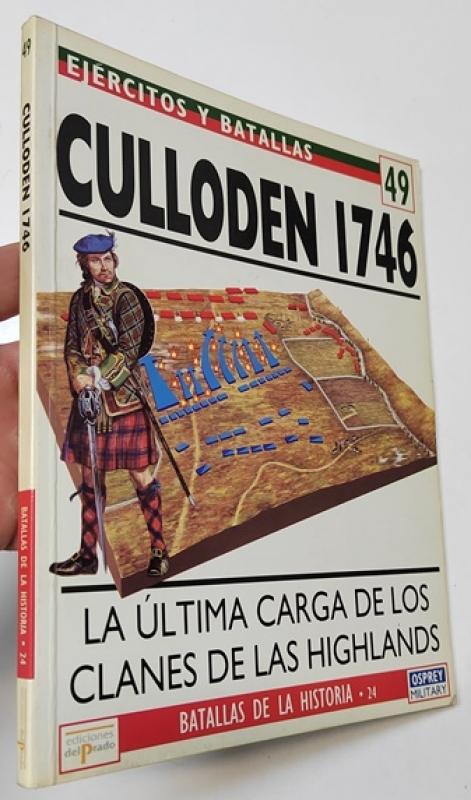 49
CULLODEN 1746
BATALLAS DE LA HISTORIA • 24
EJÉRCITOS Y BATALLAS
49
CULLODEN 1746
LA ÚLTIMA CARGA DE LOS
CLANES DE LAS HIGHLANDS
ediciones
del Prado
BATALLAS DE LA HISTORIA • 24
OSPREY
MILITARY